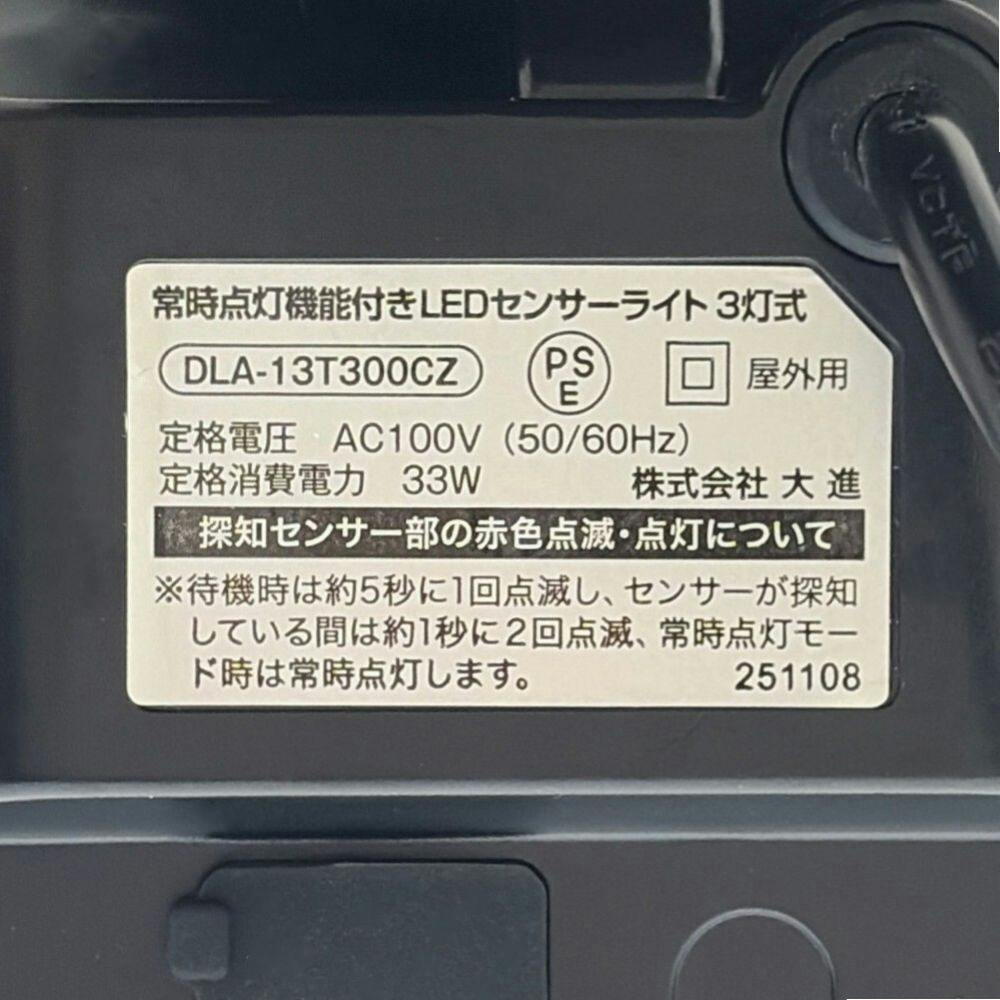 常時点灯機能付きLEDセンサーライト 3灯式
DLA-13T300CZ PSE 屋外用
定格電圧 AC100V（50/60Hz）
定格消費電力 33W 株式会社 大 進
探知センサー部の赤色点滅・点灯について
※待機時は約5秒に1回点滅し、センサーが探知
している間は約1秒に2回点滅、常時点灯モー
ド時は常時点灯します。 251108
VCTF